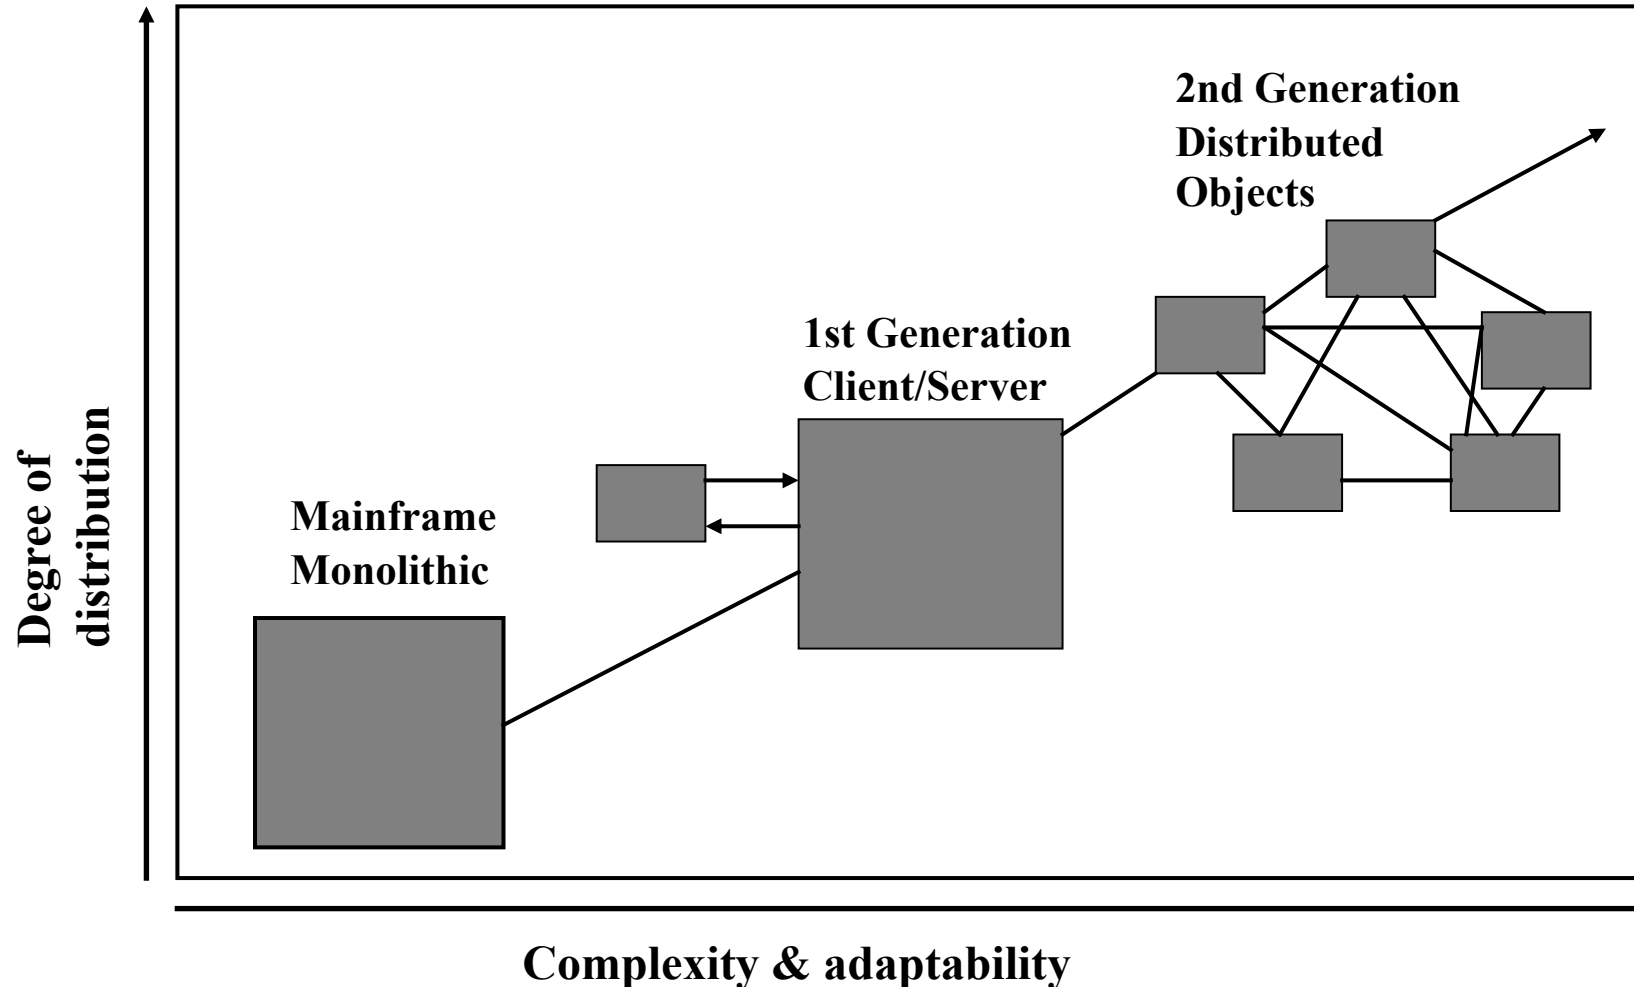 2nd Generation
Distributed
Objects
1st Generation
Client/Server
Mainframe
Monolithic
Degree of
distribution
Complexity & adaptability